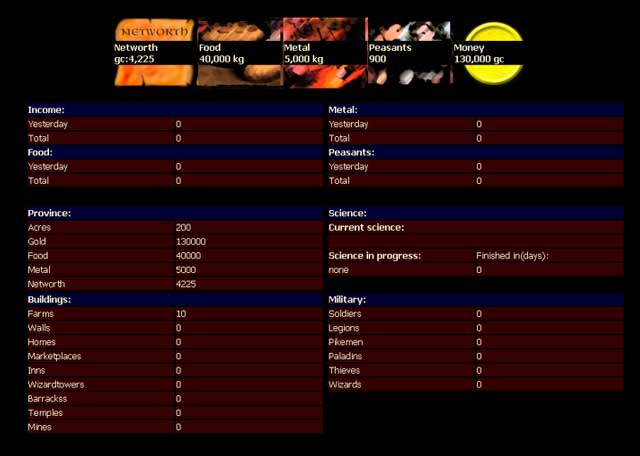 NETWORTH
Networth
gc:4,225
Food
40,000 kg
Metal
5,000 kg
Peasants
900
Money
130,000 gc
Income:
Yesterday 0
Total 0
Food:
Yesterday 0
Total 0
Metal:
Yesterday 0
Total 0
Peasants:
Yesterday 0
Total 0
Province:
Acres 200
Gold 130000
Food 40000
Metal 5000
Networth 4225
Buildings:
Farms 10
Walls 0
Homes 0
Marketplaces 0
Inns 0
Wizardtowers 0
Barrackss 0
Temples 0
Mines 0
Science:
Current science:
Science in progress: Finished in(days):
none 0
Military:
Soldiers 0
Legions 0
Pikemen 0
Paladins 0
Thieves 0
Wizards 0